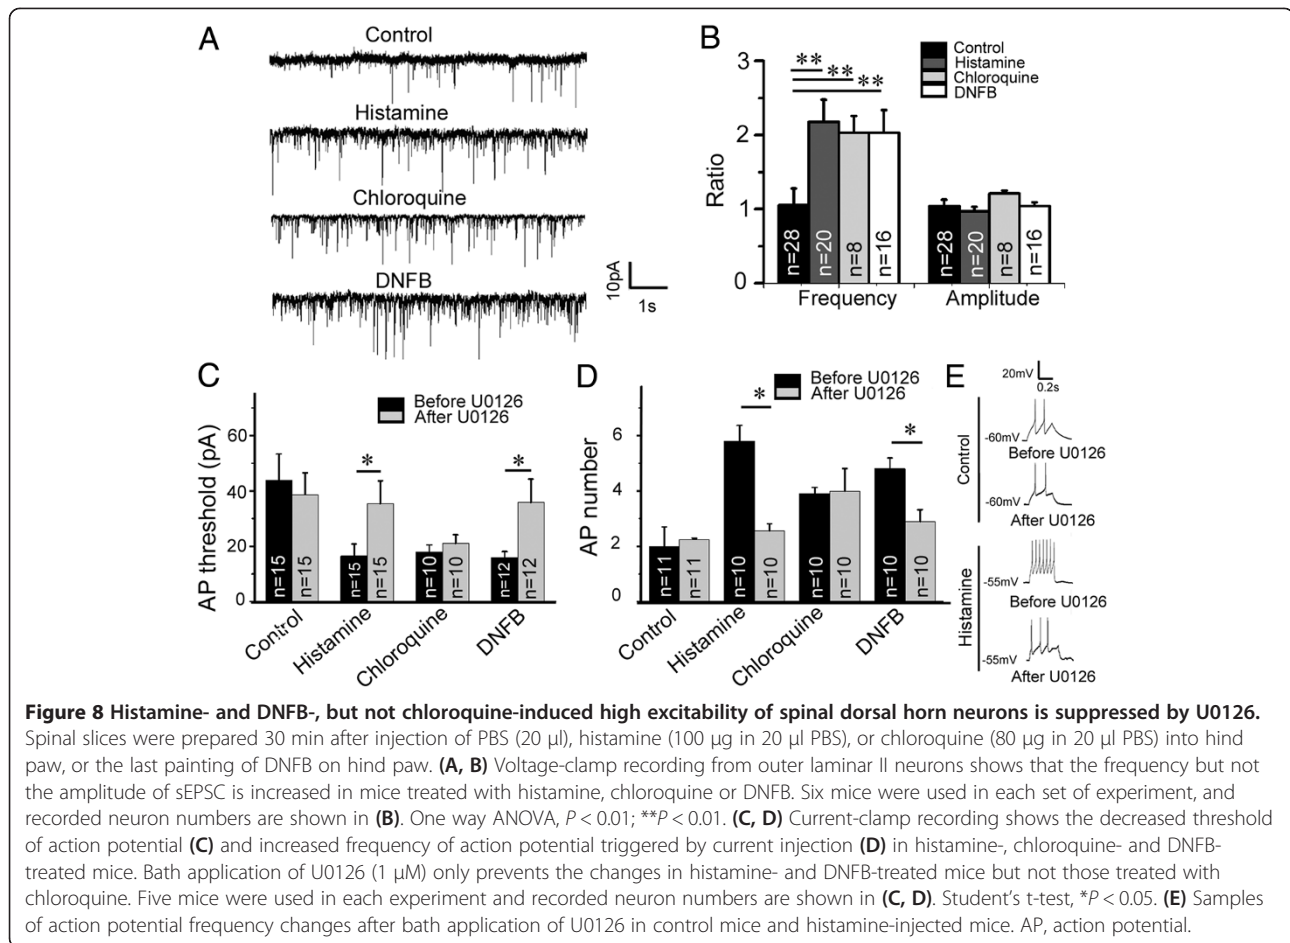 A
Control
Histamine
Chloroquine
DNFB
10pA
1s
B
Control
Histamine
Chloroquine
DNFB
** ** **
3
2
1
0
Ratio
n=28
n=20
n=8
n=16
n=28
n=20
n=8
n=16
Frequency
Amplitude
C
Before U0126
After U0126
60
40
20
0
AP threshold (pA)
*
*
n=15
n=15
n=15
n=15
n=10
n=10
n=12
n=12
Control
Histamine
Chloroquine
DNFB
D
Before U0126
After U0126
6
4
2
0
AP number
*
*
n=11
n=11
n=10
n=10
n=10
n=10
n=10
n=10
Control
Histamine
Chloroquine
DNFB
E
20mV
0.2s
Control
-60mV
Before U0126
-60mV
After U0126
Histamine
-55mV
Before U0126
-55mV
After U0126
Figure 8 Histamine- and DNFB-, but not chloroquine-induced high excitability of spinal dorsal horn neurons is suppressed by U0126.
Spinal slices were prepared 30 min after injection of PBS (20 μl), histamine (100 μg in 20 μl PBS), or chloroquine (80 μg in 20 μl PBS) into hind
paw, or the last painting of DNFB on hind paw. (A, B) Voltage-clamp recording from outer laminar II neurons shows that the frequency but not
the amplitude of sEPSC is increased in mice treated with histamine, chloroquine or DNFB. Six mice were used in each set of experiment, and
recorded neuron numbers are shown in (B). One way ANOVA, P < 0.01; **P < 0.01. (C, D) Current-clamp recording shows the decreased threshold
of action potential (C) and increased frequency of action potential triggered by current injection (D) in histamine-, chloroquine- and DNFB-
treated mice. Bath application of U0126 (1 μM) only prevents the changes in histamine- and DNFB-treated mice but not those treated with
chloroquine. Five mice were used in each experiment and recorded neuron numbers are shown in (C, D). Student's t-test, *P < 0.05. (E) Samples
of action potential frequency changes after bath application of U0126 in control mice and histamine-injected mice. AP, action potential.